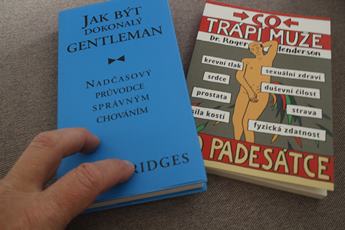 JAK BÝT
DOKONALÝ
GENTLEMAN
NADČASOVÝ
PRŮVODCE
SPRÁVNÝM
CHOVÁNÍM
RIDGES
CO
TRÁPÍ MUŽE
Dr. Roger Henderson
krevní tlak
sexuální zdraví
srdce
duševní čilost
prostata
strava
síla kostí
fyzická zdatnost
PADESÁTCE